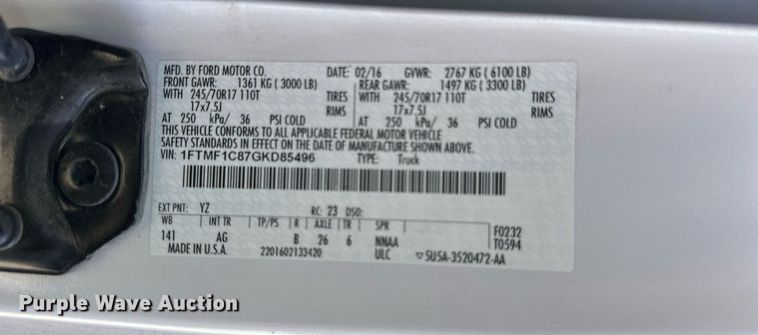 MFD. BY FORD MOTOR CO. DATE: 02/16 GVWR: 2767 KG ( 6100 LB)
FRONT GAWR: 1361 KG ( 3000 LB) REAR GAWR: 1497 KG ( 3300 LB)
WITH 245/70R17 110T TIRES WITH 245/70R17 110T TIRES
17x7.5J RIMS 17x7.5J RIMS
AT 250 kPa/ 36 PSI COLD AT 250 kPa/ 36 PSI COLD
THIS VEHICLE CONFORMS TO ALL APPLICABLE FEDERAL MOTOR VEHICLE
SAFETY STANDARDS IN EFFECT ON THE DATE OF MANUFACTURE SHOWN ABOVE.
VIN: 1FTMF1C87GKD85496 TYPE: Truck
EXT PNT: YZ RC: 23 DSO:
WB INT TR TP/PS R AXLE TR SPR F0232
141 AG B 26 6 NNAA T0594
MADE IN U.S.A. 2201602133420 ULC ▽5U5A-3520472-AA
Purple Wave Auction